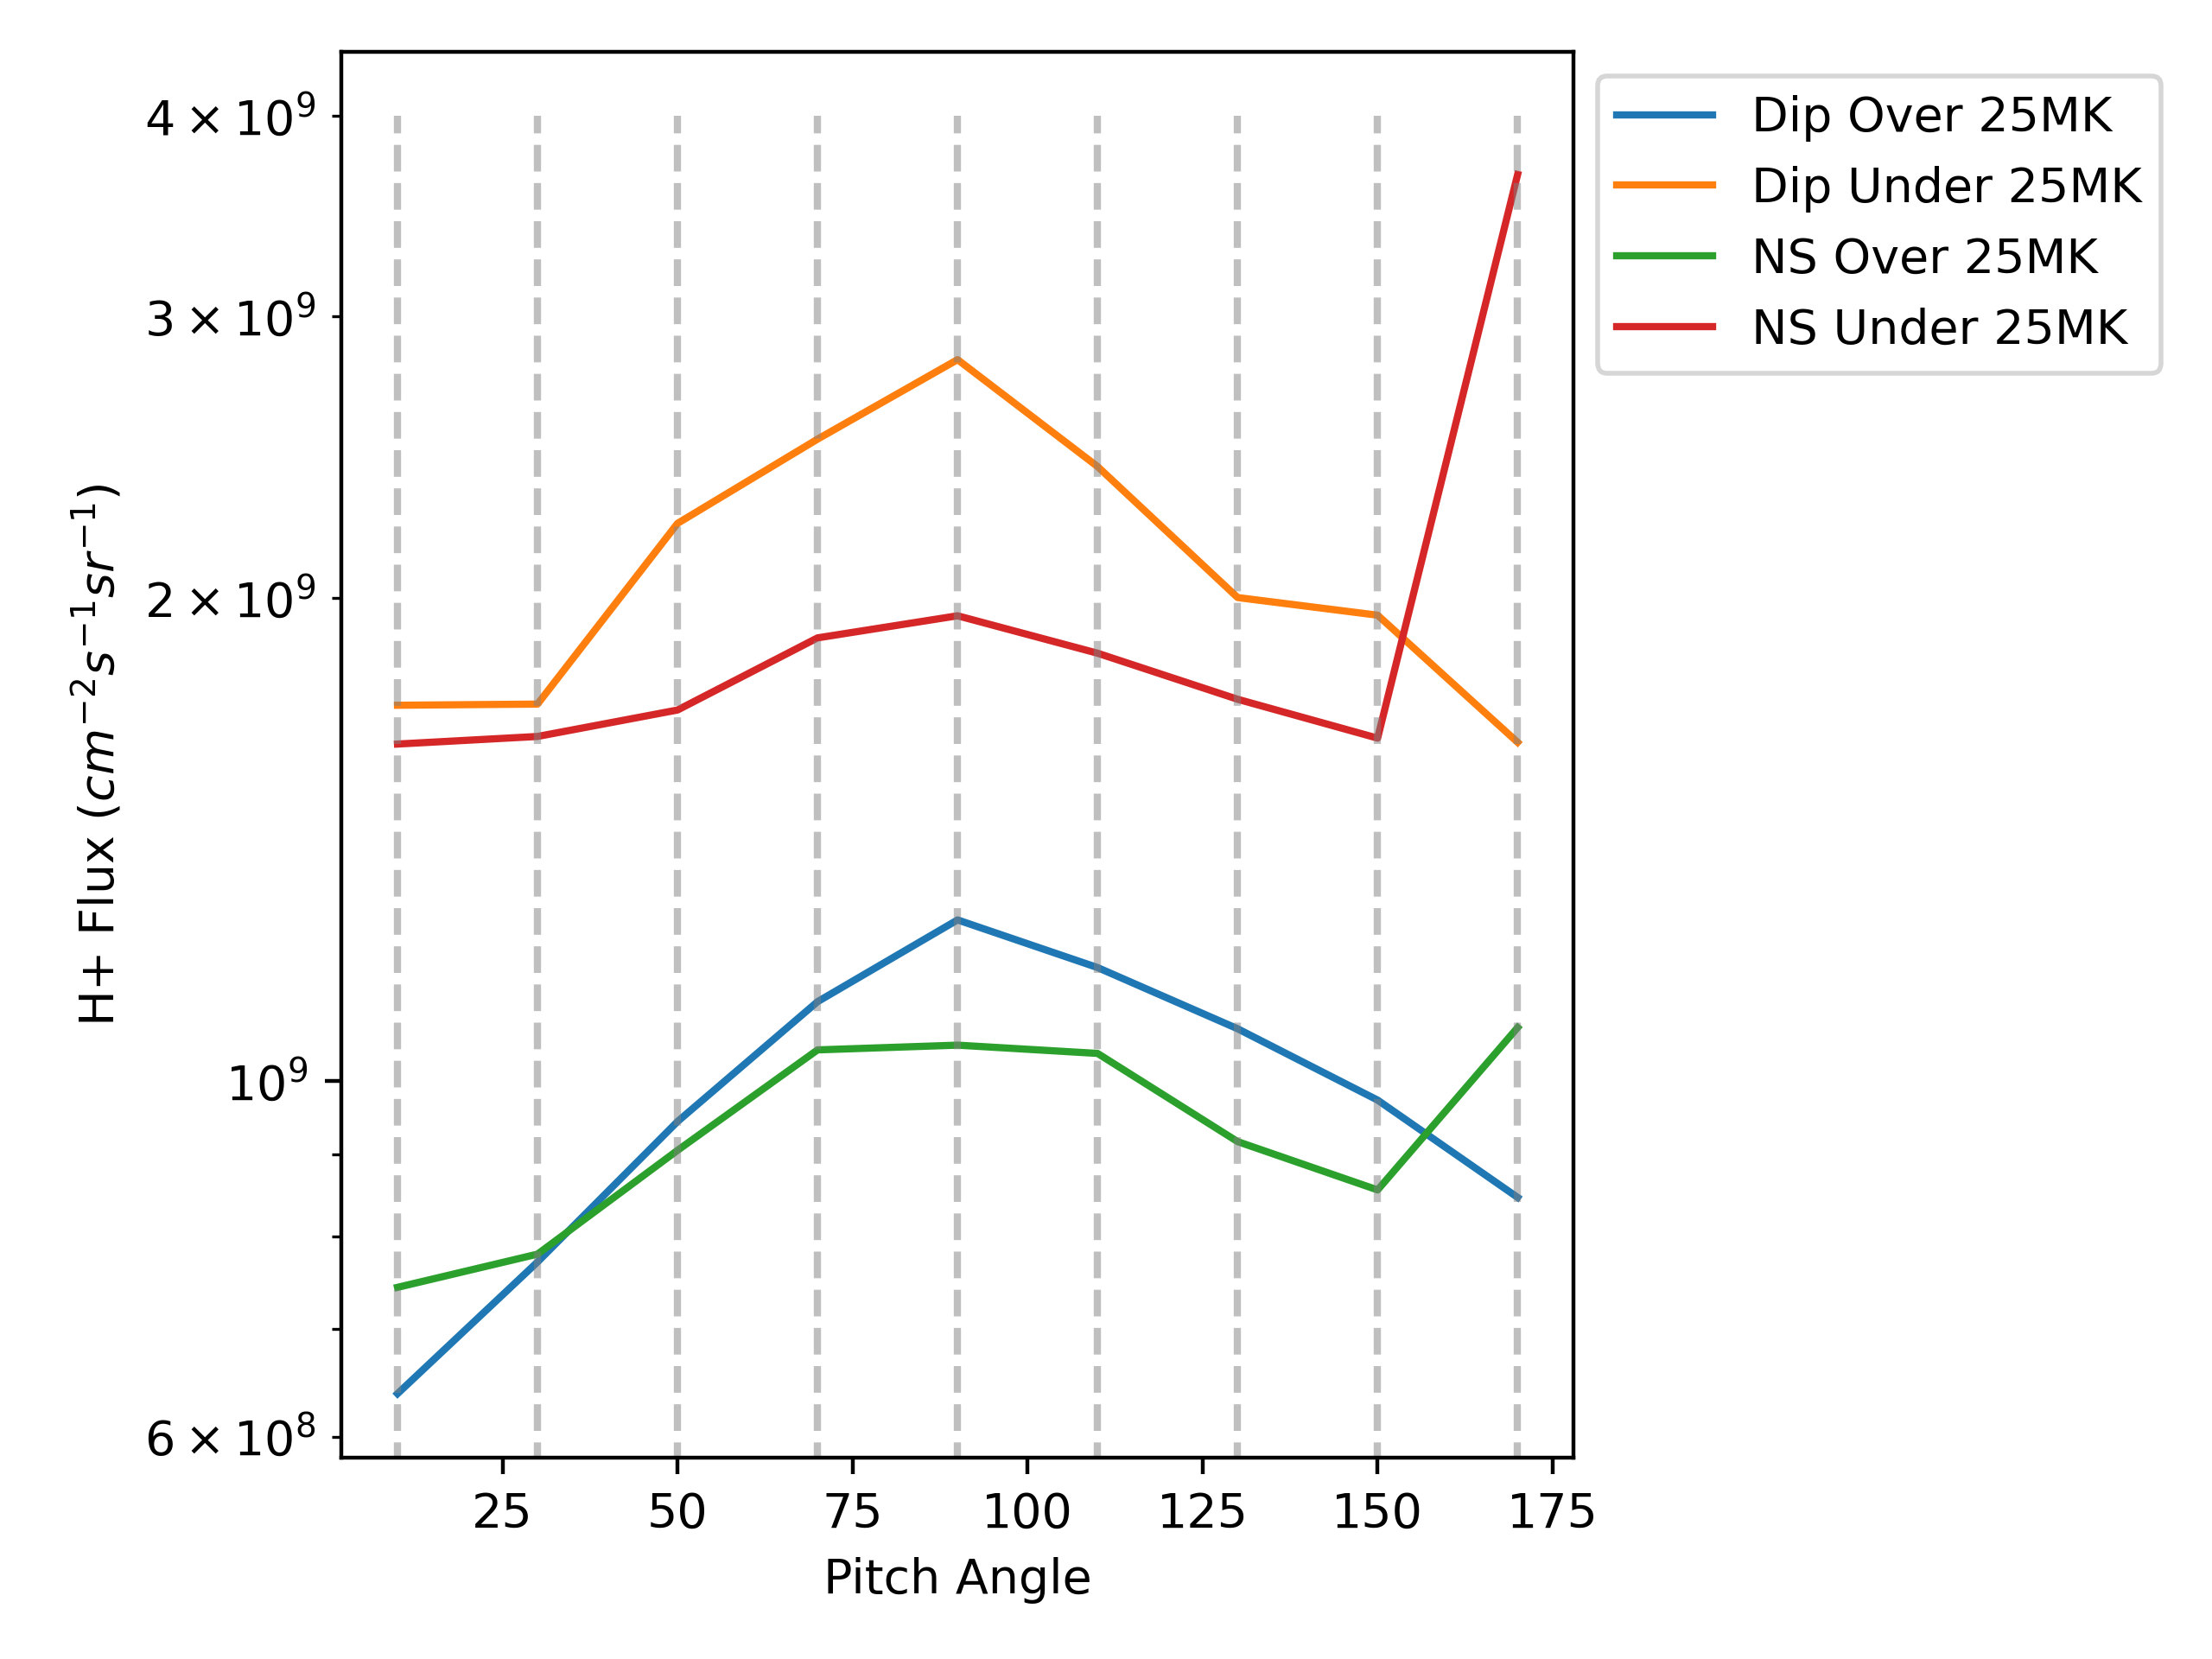 4 × 10⁹
3 × 10⁹
2 × 10⁹
10⁹
6 × 10⁸
H+ Flux (cm⁻²s⁻¹sr⁻¹)
25 50 75 100 125 150 175
Pitch Angle
Dip Over 25MK
Dip Under 25MK
NS Over 25MK
NS Under 25MK